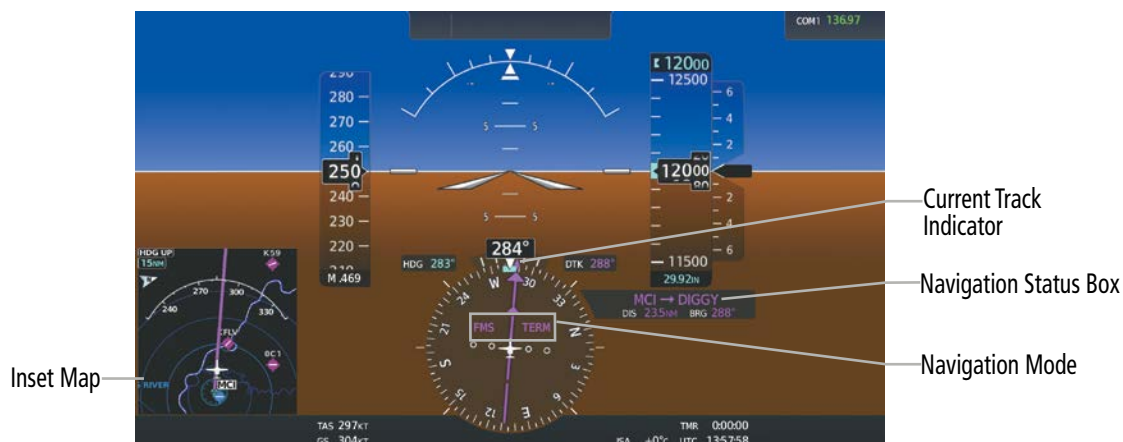 COM1 136.97
12000
12500
280
270
260
250
240
230
220
M .469
5 5
5 5
6
4
2
12000
80
2
4
6
11500
29.92IN
284°
HDG 283°
DTK 288°
W 30 33 N 3 6 E 12 S 21 24
FMS TERM
MCI → DIGGY
DIS 23.5NM BRG 288°
HDG UP
15NM
K59
240 270 300 330
CFLV
GC1
MCI
RIVER
TAS 297KT
GS 304KT
TMR 0:00:00
ISA +0°C UTC 13:57:58
Current Track
Indicator
Navigation Status Box
Navigation Mode
Inset Map